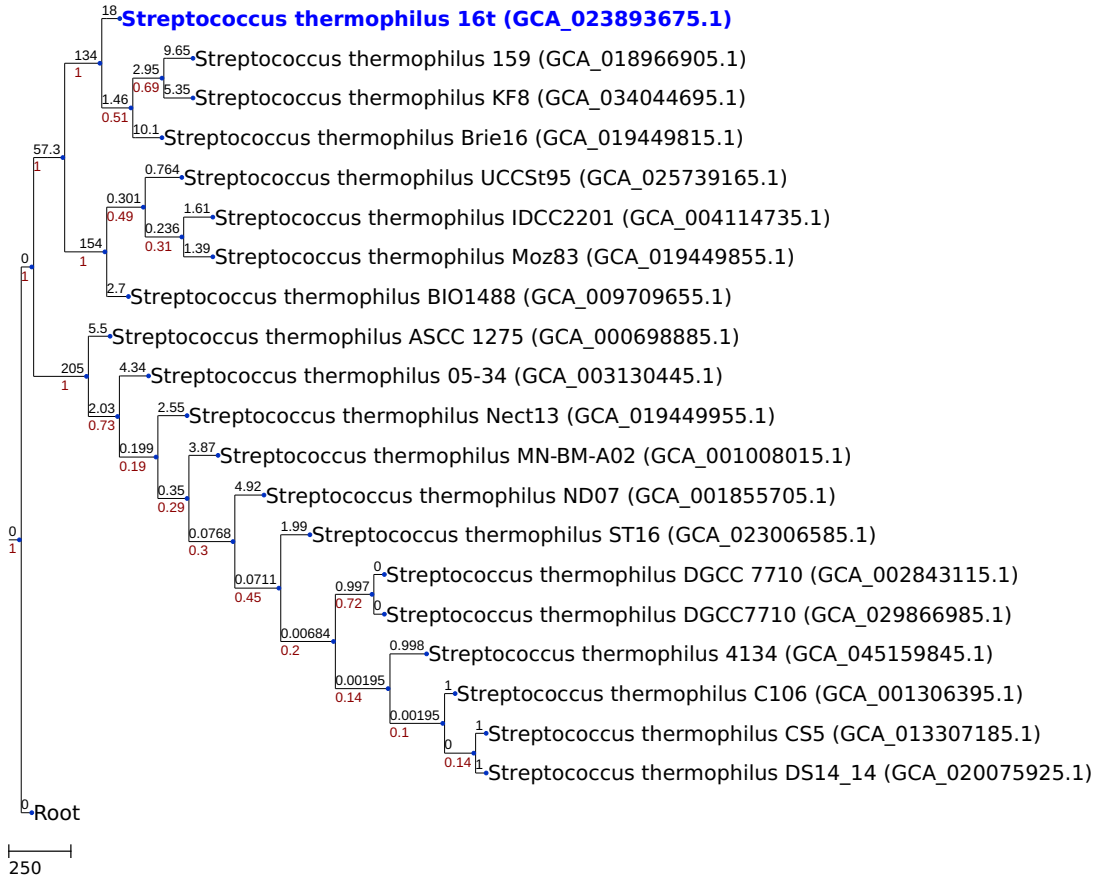 18
Streptococcus thermophilus 16t (GCA_023893675.1)
134
1
9.65
Streptococcus thermophilus 159 (GCA_018966905.1)
2.95
0.69
5.35
Streptococcus thermophilus KF8 (GCA_034044695.1)
1.46
0.51
10.1
Streptococcus thermophilus Brie16 (GCA_019449815.1)
57.3
1
0.764
Streptococcus thermophilus UCCSt95 (GCA_025739165.1)
0.301
0.49
1.61
Streptococcus thermophilus IDCC2201 (GCA_004114735.1)
0.236
0.31
1.39
Streptococcus thermophilus Moz83 (GCA_019449855.1)
154
1
2.7
Streptococcus thermophilus BIO1488 (GCA_009709655.1)
0
1
5.5
Streptococcus thermophilus ASCC 1275 (GCA_000698885.1)
205
1
4.34
Streptococcus thermophilus 05-34 (GCA_003130445.1)
2.03
0.73
2.55
Streptococcus thermophilus Nect13 (GCA_019449955.1)
0.199
0.19
3.87
Streptococcus thermophilus MN-BM-A02 (GCA_001008015.1)
0.35
0.29
4.92
Streptococcus thermophilus ND07 (GCA_001855705.1)
0.0768
0.3
1.99
Streptococcus thermophilus ST16 (GCA_023006585.1)
0.0711
0.45
0
Streptococcus thermophilus DGCC 7710 (GCA_002843115.1)
0.997
0.72
0
Streptococcus thermophilus DGCC7710 (GCA_029866985.1)
0.00684
0.2
0.998
Streptococcus thermophilus 4134 (GCA_045159845.1)
0.00195
0.14
1
Streptococcus thermophilus C106 (GCA_001306395.1)
0.00195
0.1
1
Streptococcus thermophilus CS5 (GCA_013307185.1)
0
0.14
1
Streptococcus thermophilus DS14_14 (GCA_020075925.1)
0
1
0
Root
250